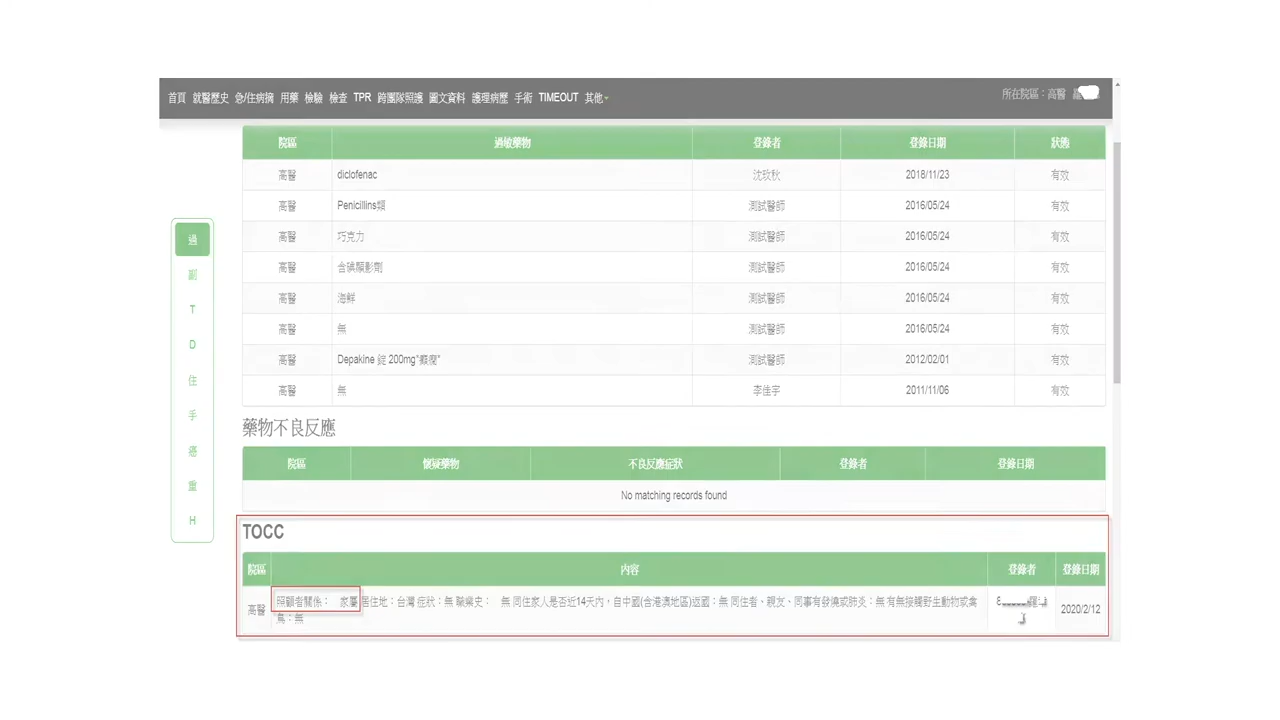 首頁 就醫歷史 急/住病摘 用藥 檢驗 檢查 TPR 跨團隊照護 圖文資料 護理病歷 手術 TIMEOUT 其他
所在院區：高醫
院區 過敏藥物 登錄者 登錄日期 狀態
高醫 diclofenac 沈玫秋 2018/11/23 有效
高醫 Penicillins類 測試醫師 2016/05/24 有效
高醫 巧克力 測試醫師 2016/05/24 有效
高醫 含碘顯影劑 測試醫師 2016/05/24 有效
高醫 海鮮 測試醫師 2016/05/24 有效
高醫 無 測試醫師 2016/05/24 有效
高醫 Depakine 錠 200mg"癲癇" 測試醫師 2012/02/01 有效
高醫 無 李佳宇 2011/11/06 有效
過
副
T
D
住
手
癌
重
H
藥物不良反應
院區 懷疑藥物 不良反應症狀 登錄者 登錄日期
No matching records found
TOCC
院區 內容 登錄者 登錄日期
高醫 照顧者關係： 家屬 居住地：台灣 症狀：無 職業史： 無 同住家人是否近14天內，自中國(含港澳地區)返國：無 同住者、親友、同事有發燒或肺炎：無 有無接觸野生動物或禽
鳥：無
2020/2/12